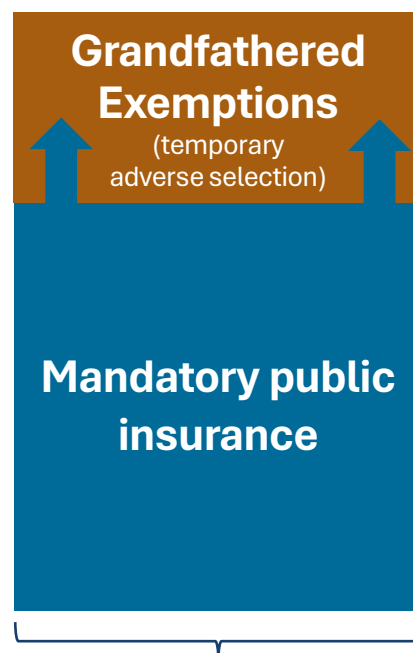 Grandfathered
Exemptions
(temporary
adverse selection)
Mandatory public
insurance